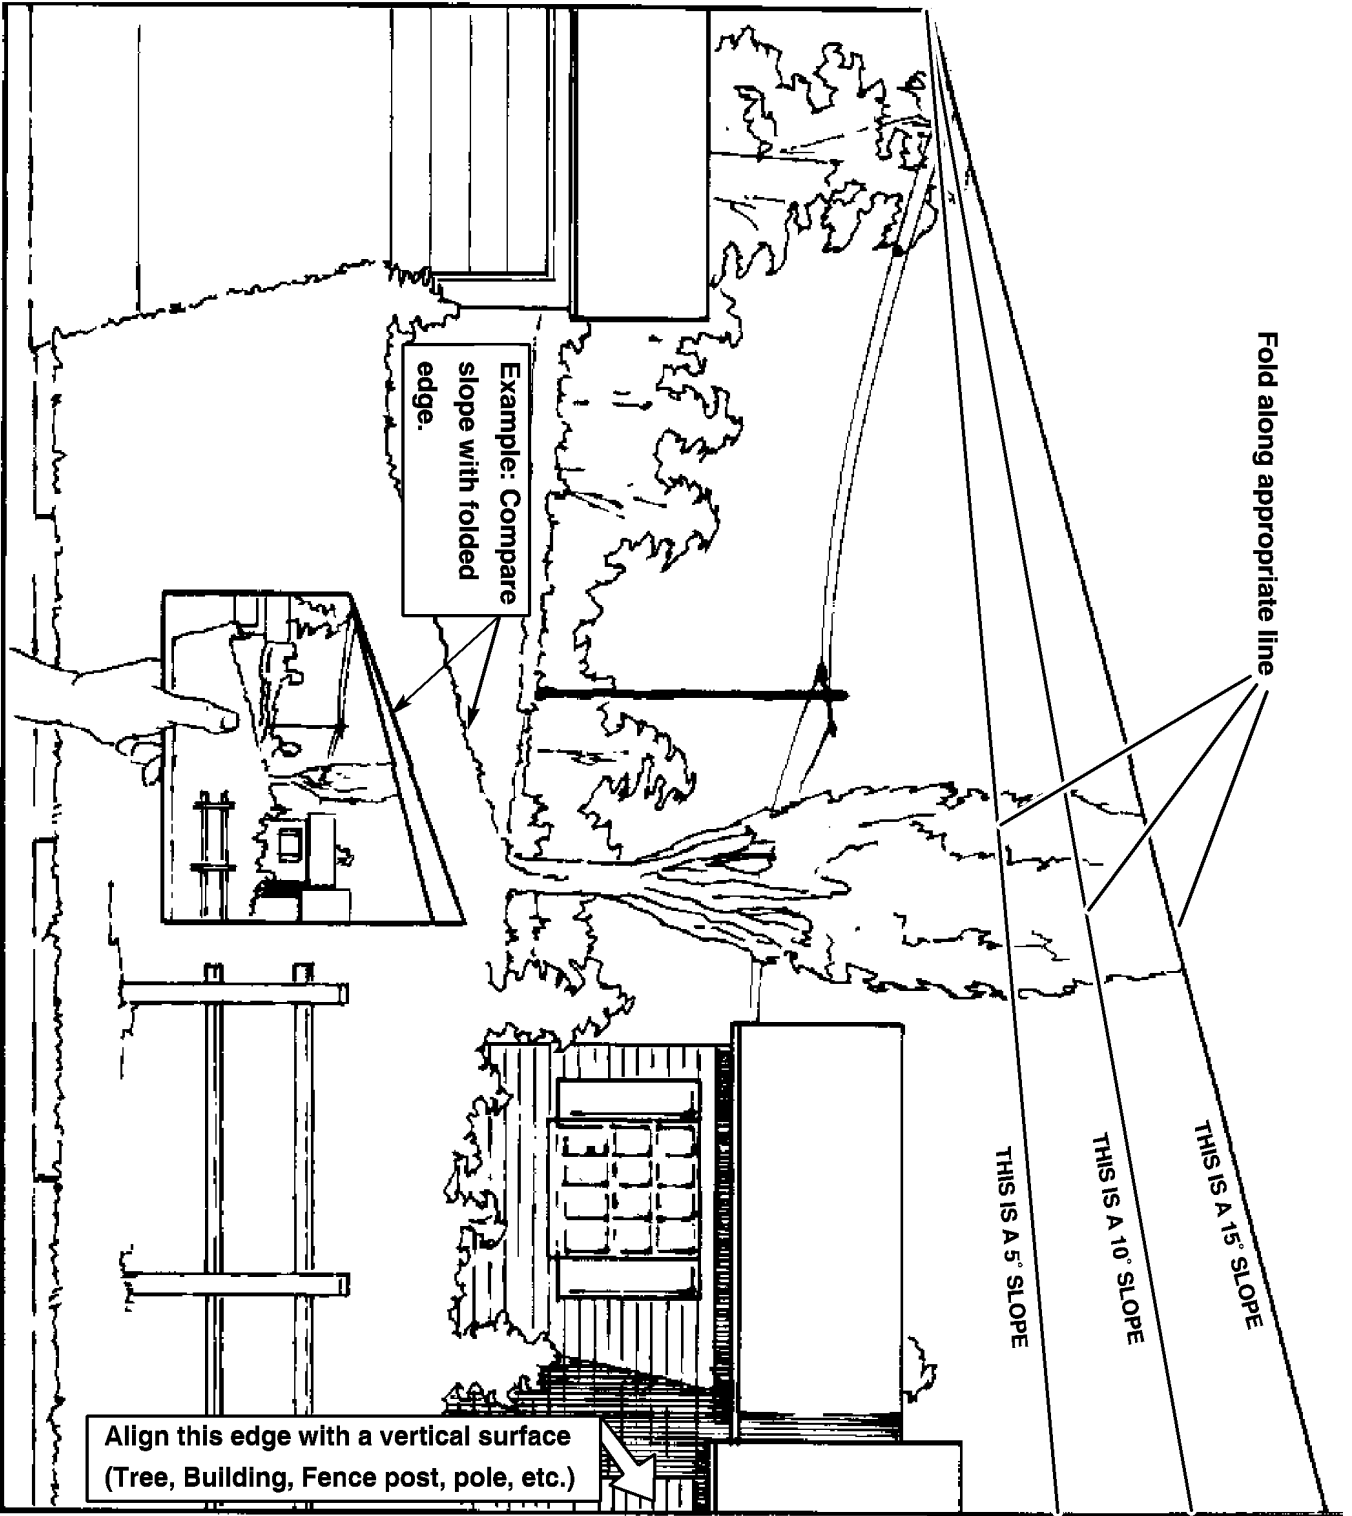 Fold along appropriate line
THIS IS A 15° SLOPE
THIS IS A 10° SLOPE
THIS IS A 5° SLOPE
Example: Compare
slope with folded
edge.
Align this edge with a vertical surface
(Tree, Building, Fence post, pole, etc.)